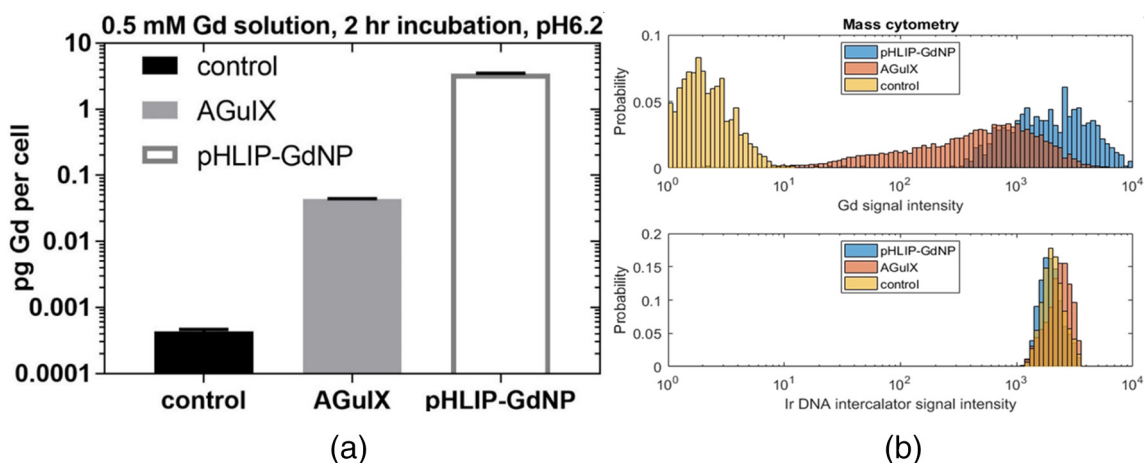 0.5 mM Gd solution, 2 hr incubation, pH6.2
pg Gd per cell
10
1
0.1
0.01
0.001
0.0001
control
AGuIX
pHLIP-GdNP
control
AGuIX
pHLIP-GdNP
(a)
Mass cytometry
Probability
0.1
0.05
0
pHLIP-GdNP
AGuIX
control
10^0
10^1
10^2
10^3
10^4
Gd signal intensity
Probability
0.2
0.15
0.1
0.05
0
pHLIP-GdNP
AGuIX
control
10^0
10^1
10^2
10^3
10^4
Ir DNA intercalator signal intensity
(b)